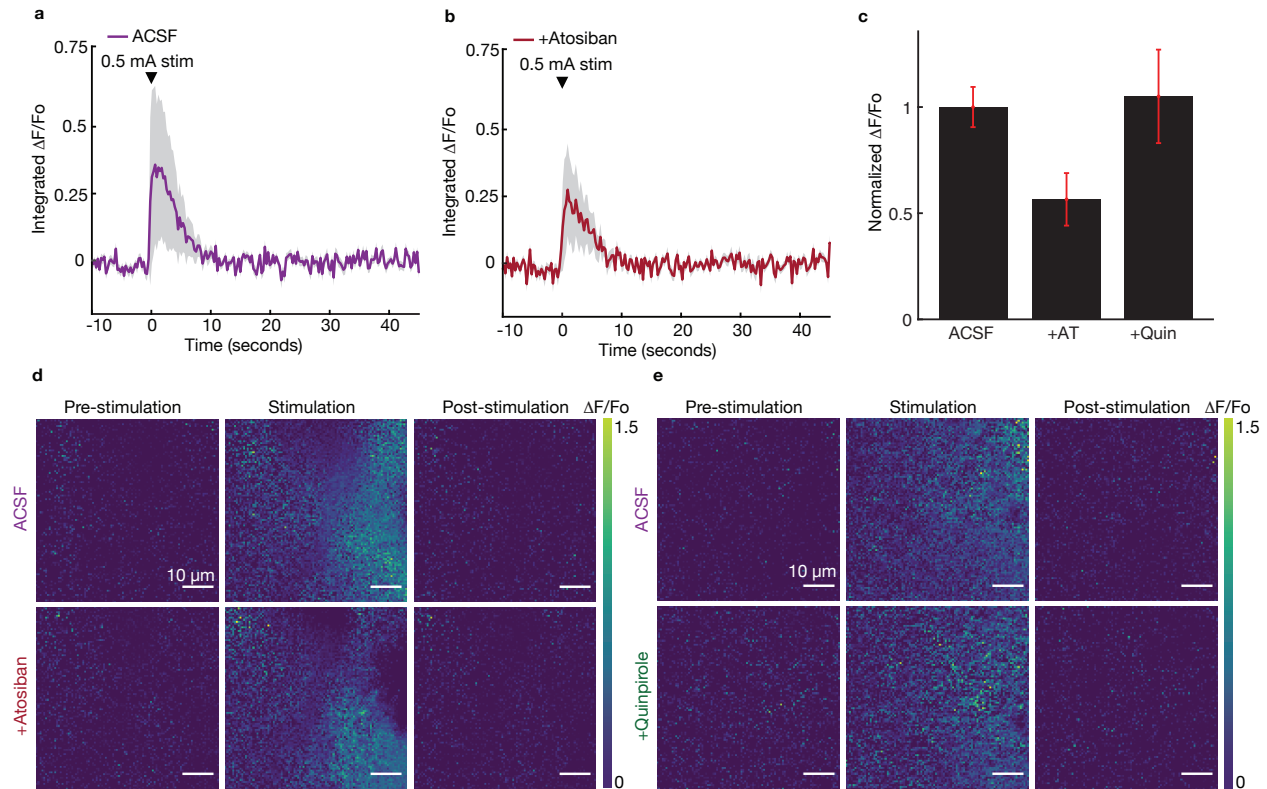 a
ACSF
0.5 mA stim
0.75
0.5
0.25
0
Integrated ΔF/Fo
-10 0 10 20 30 40
Time (seconds)
b
+Atosiban
0.5 mA stim
0.75
0.5
0.25
0
Integrated ΔF/Fo
-10 0 10 20 30 40
Time (seconds)
c
1
0.5
0
Normalized ΔF/Fo
ACSF +AT +Quin
d
Pre-stimulation Stimulation Post-stimulation ΔF/Fo
1.5
ACSF
10 µm
+Atosiban
0
e
Pre-stimulation Stimulation Post-stimulation ΔF/Fo
1.5
ACSF
10 µm
+Quinpirole
0